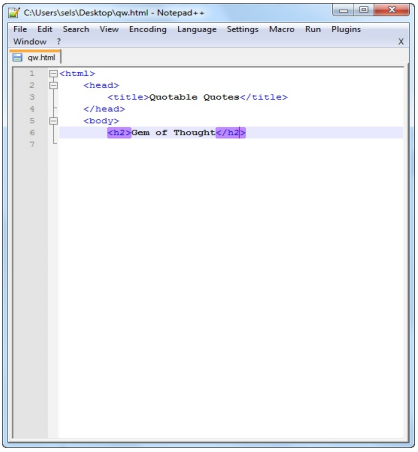 C:\Users\sels\Desktop\qw.html - Notepad++
File Edit Search View Encoding Language Settings Macro Run Plugins
Window ? X
qw.html
1 <html>
2 <head>
3 <title>Quotable Quotes</title>
4 </head>
5 <body>
6 <h2>Gem of Thought</h2>
7